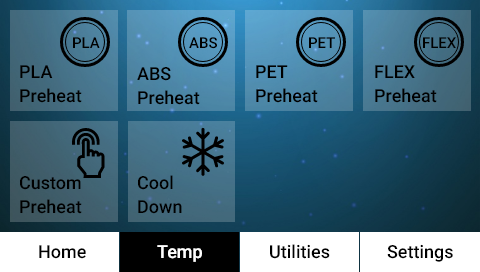 PLA
PLA
Preheat
ABS
ABS
Preheat
PET
PET
Preheat
FLEX
FLEX
Preheat
Custom
Preheat
Cool
Down
Home
Temp
Utilities
Settings